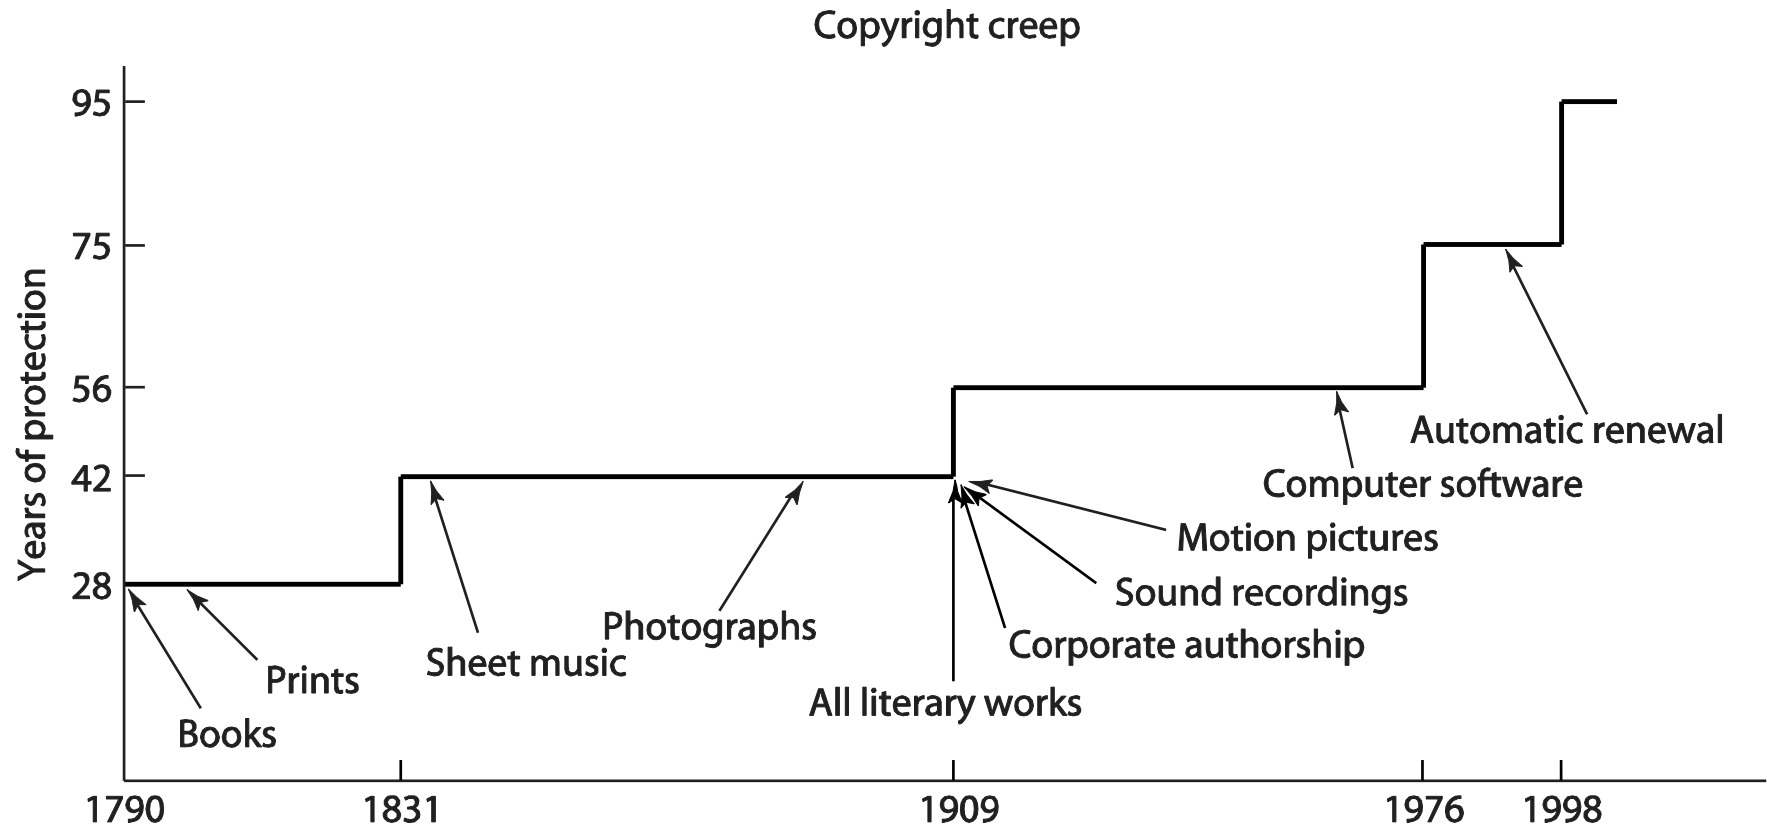 Copyright creep
95
75
56
42
28
Years of protection
Automatic renewal
Computer software
Motion pictures
Sound recordings
Photographs
Corporate authorship
Sheet music
Prints
All literary works
Books
1790
1831
1909
1976
1998